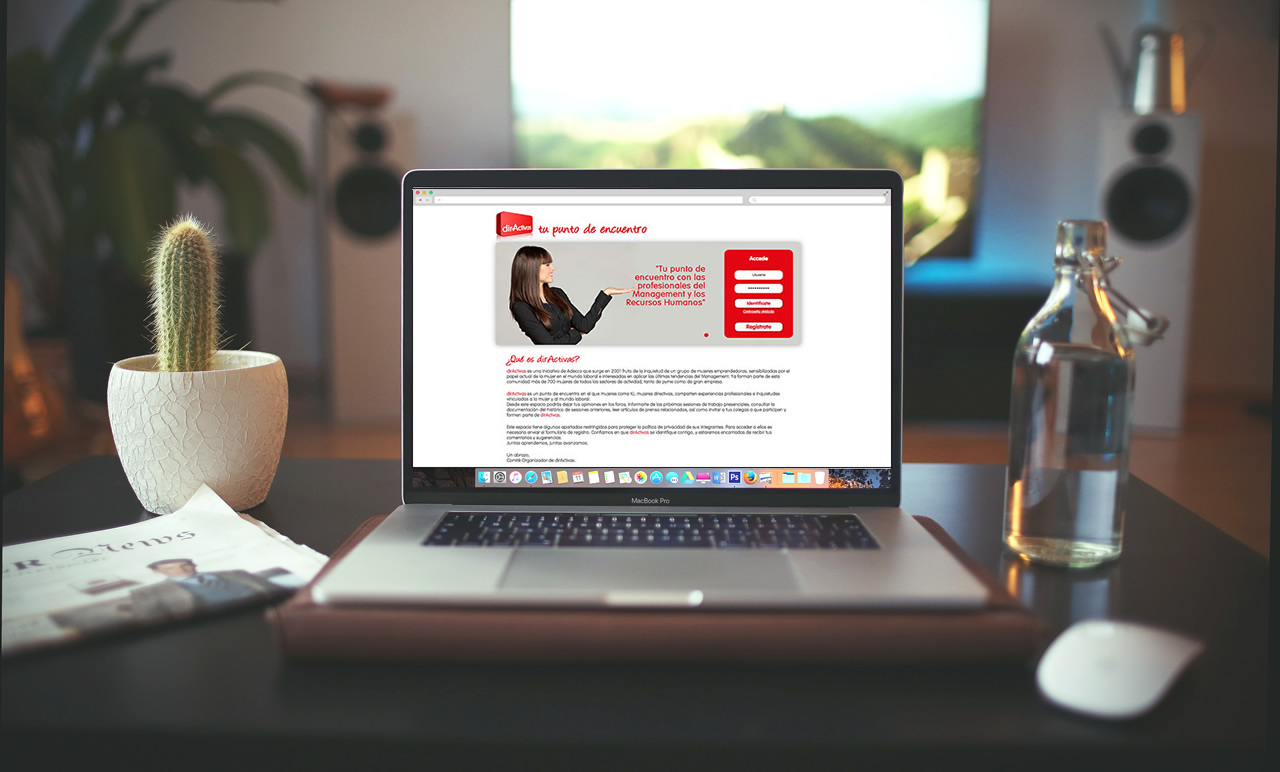 dirActivas
tu punto de encuentro
"Tu punto de
encuentro con las
profesionales del
Management y los
Recursos Humanos"
Accede
Usuario
Identifícate
Contraseña olvidada
Regístrate
¿Qué es dirActivas?
dirActivas es una iniciativa de Adecco que surge en 2001 fruto de la inquietud de un grupo de mujeres emprendedoras, sensibilizadas por el
papel actual de la mujer en el mundo laboral e interesadas en aplicar las últimas tendencias del Management. Ya forman parte de esta
comunidad más de 700 mujeres de todos los sectores de actividad, tanto de pyme como de gran empresa.
dirActivas es un punto de encuentro en el que mujeres como tú, mujeres directivas, comparten experiencias profesionales e inquietudes
vinculadas a la mujer y al mundo laboral.
Desde este espacio podrás dejar tus opiniones en los foros, informarte de las próximas sesiones de trabajo presenciales, consultar la
documentación del histórico de sesiones anteriores, leer artículos de prensa relacionados, así como invitar a tus colegas a que participen y
formen parte de dirActivas.
Este espacio tiene algunos apartados restringidos para proteger la política de privacidad de sus integrantes. Para acceder a ellos es
necesario enviar el formulario de registro. Confiamos en que dirActivas se identifique contigo, y estaremos encantadas de recibir tus
comentarios y sugerencias.
Juntas aprendemos, juntas avanzamos.
Un abrazo,
Comité Organizador de dirActivas.
Ps
MacBook Pro
R News